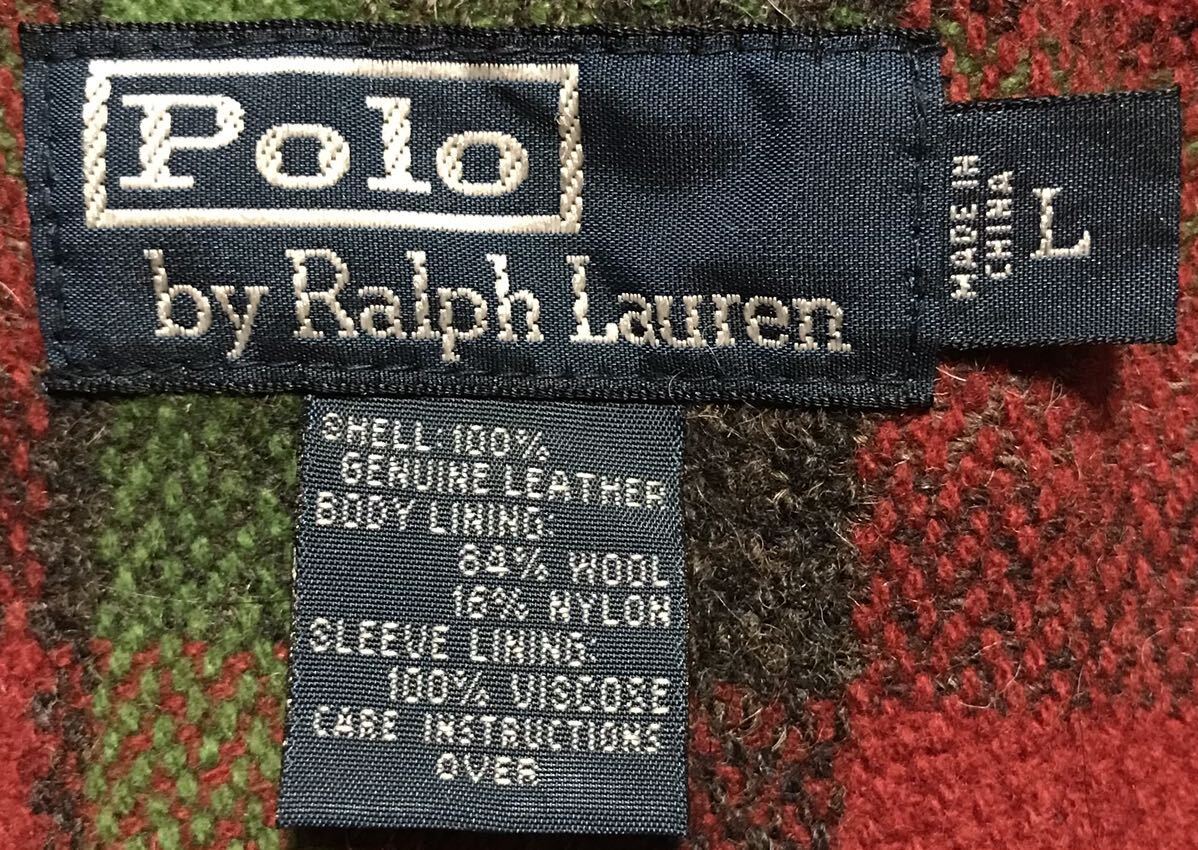 Polo
by Ralph Lauren
MADE IN
CHINA
L
SHELL: 100%
GENUINE LEATHER
BODY LINING:
84% WOOL
16% NYLON
SLEEVE LINING:
100% VISCOSE
CARE INSTRUCTIONS
OVER